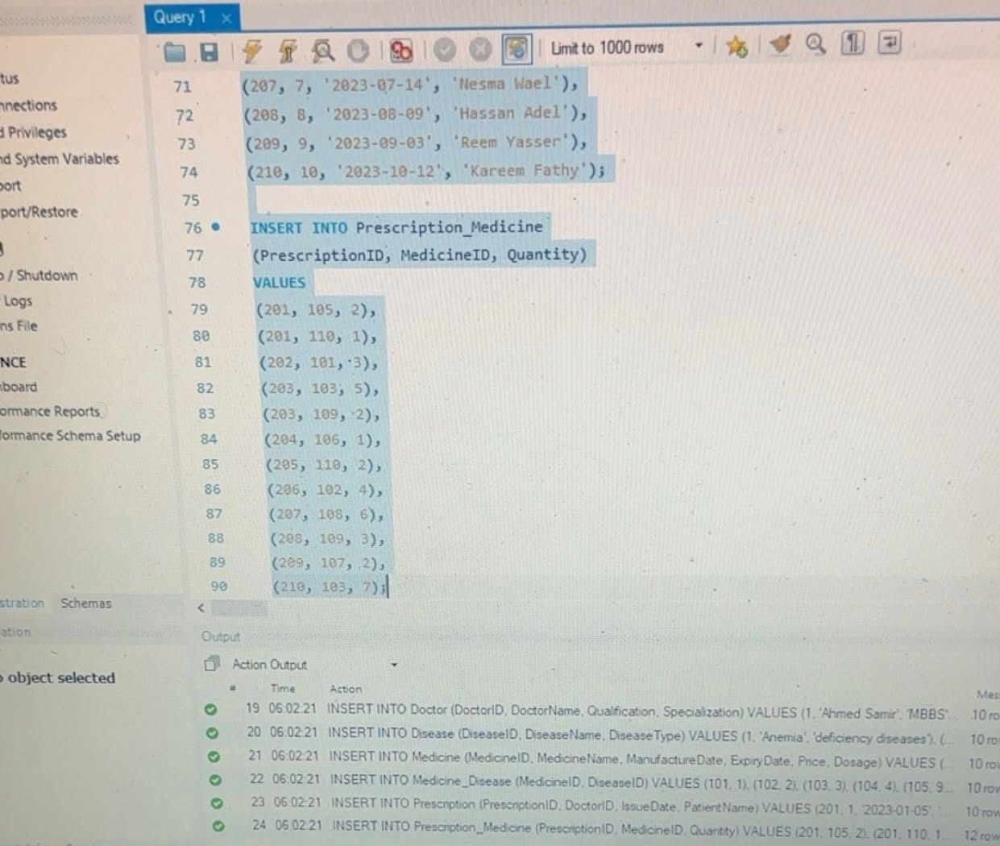 Query 1
Limit to 1000 rows
tus
nnections
d Privileges
nd System Variables
port
port/Restore
/ Shutdown
Logs
ns File
NCE
board
ormance Reports
formance Schema Setup
stration Schemas
ation
object selected
71 (207, 7, '2023-07-14', 'Nesma Wael'),
72 (208, 8, '2023-08-09', 'Hassan Adel'),
73 (209, 9, '2023-09-03', 'Reem Yasser'),
74 (210, 10, '2023-10-12', 'Kareem Fathy');
75
76 INSERT INTO Prescription_Medicine
77 (PrescriptionID, MedicineID, Quantity)
78 VALUES
79 (201, 105, 2),
80 (201, 110, 1),
81 (202, 101, 3),
82 (203, 103, 5),
83 (203, 109, 2),
84 (204, 106, 1),
85 (205, 110, 2),
86 (206, 102, 4),
87 (207, 108, 6),
88 (208, 109, 3),
89 (209, 107, 2),
90 (210, 103, 7);
Output
Action Output
# Time Action Mes
19 06:02:21 INSERT INTO Doctor (DoctorID, DoctorName, Qualification, Specialization) VALUES (1, 'Ahmed Samir', 'MBBS'... 10 ro
20 06:02:21 INSERT INTO Disease (DiseaseID, DiseaseName, DiseaseType) VALUES (1, 'Anemia', 'deficiency diseases'), (... 10 ro
21 06:02:21 INSERT INTO Medicine (MedicineID, MedicineName, ManufactureDate, ExpiryDate, Price, Dosage) VALUES (... 10 row
22 06:02:21 INSERT INTO Medicine_Disease (MedicineID, DiseaseID) VALUES (101, 1), (102, 2), (103, 3), (104, 4), (105, 9... 10 row
23 06:02:21 INSERT INTO Prescription (PrescriptionID, DoctorID, IssueDate, PatientName) VALUES (201, 1, '2023-01-05', '... 10 row
24 06:02:21 INSERT INTO Prescription_Medicine (PrescriptionID, MedicineID, Quantity) VALUES (201, 105, 2), (201, 110, 1... 12 row